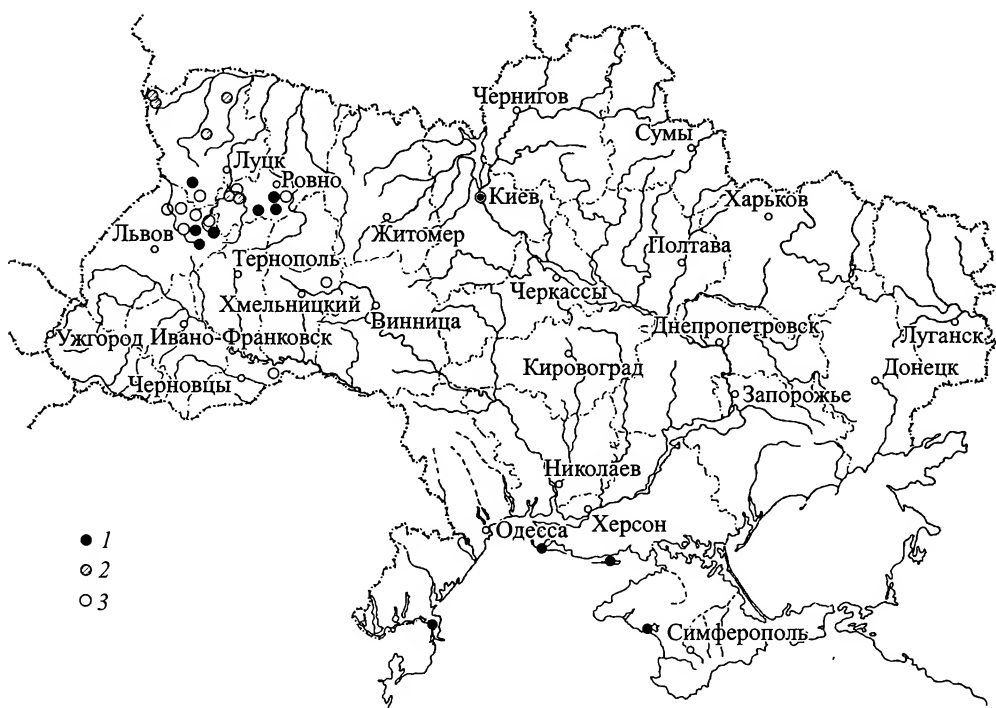 Чернигов
Сумы
Луцк
Ровно
Киев
Харьков
Львов
Житомер
Полтава
Тернополь
Черкассы
Хмельницкий
Винница
Днепропетровск
Ужгород
Ивано-Франковск
Луганск
Черновцы
Кировоград
Донецк
Запорожье
Николаев
Одесса
Херсон
1
2
3
Симферополь